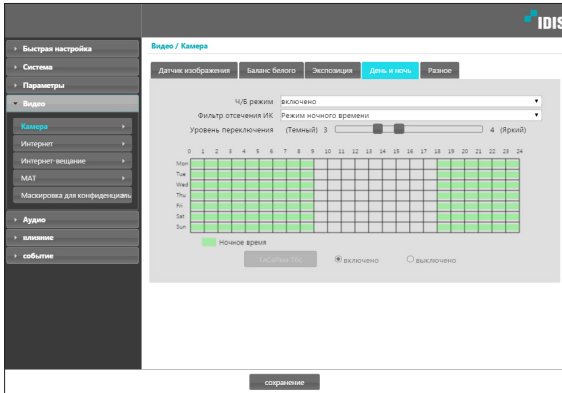 IDIS
Быстрая настройка
Система
Параметры
Видео
Камера
Интернет
Интернет-вещание
MAT
Маскировка для конфиденциаль
Аудио
влияние
событие
Видео / Камера
Датчик изображения Баланс белого Экспозиция День и ночь Разное
Ч/Б режим включено
Фильтр отсечения ИК Режим ночного времени
Уровень переключения (Темный) 3 4 (Яркий)
0 1 2 3 4 5 6 7 8 9 10 11 12 13 14 15 16 17 18 19 20 21 22 23 24
Mon
Tue
Wed
Thu
Fri
Sat
Sun
Ночное время
включено выключено
сохранение